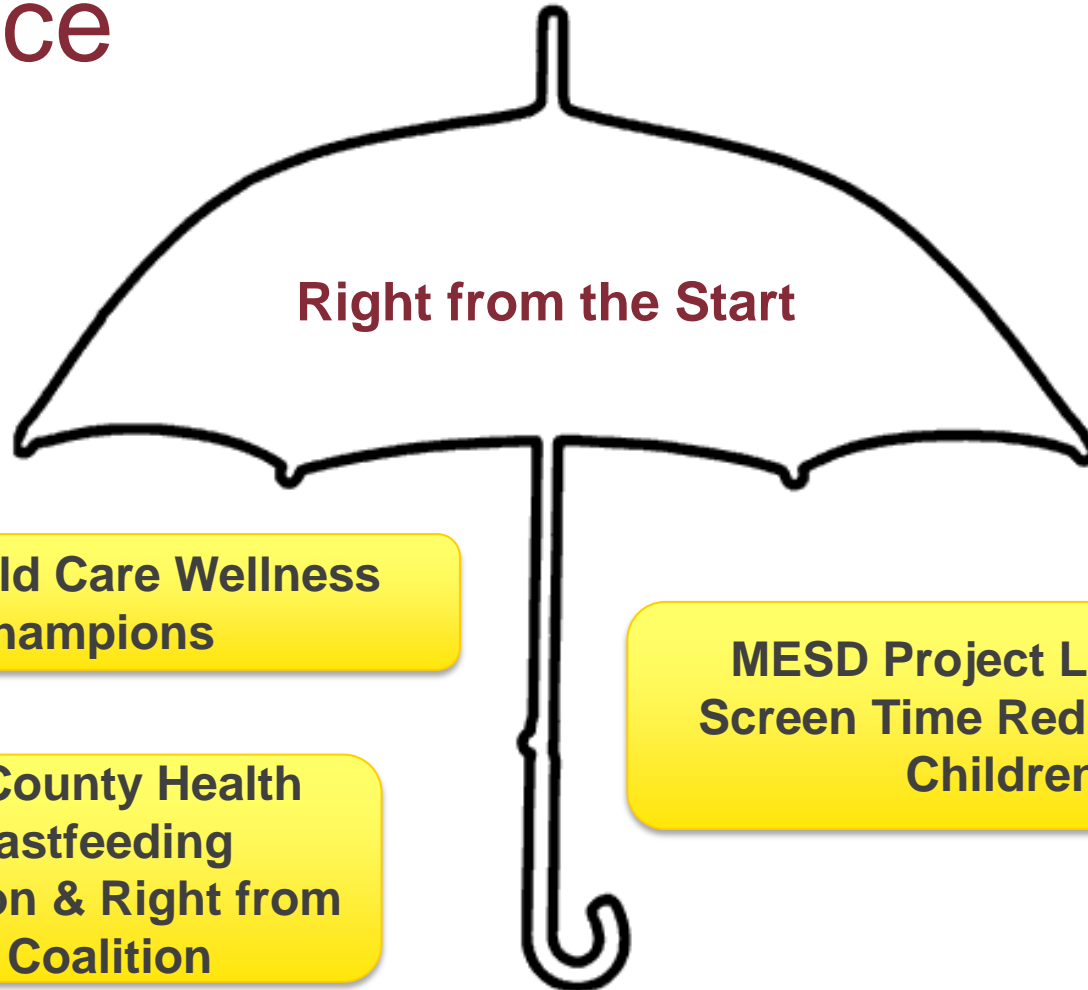 ce
Right from the Start
ld Care Wellness
hampions
MESD Project L
Screen Time Red
Children
County Health
astfeeding
on & Right from
Coalition